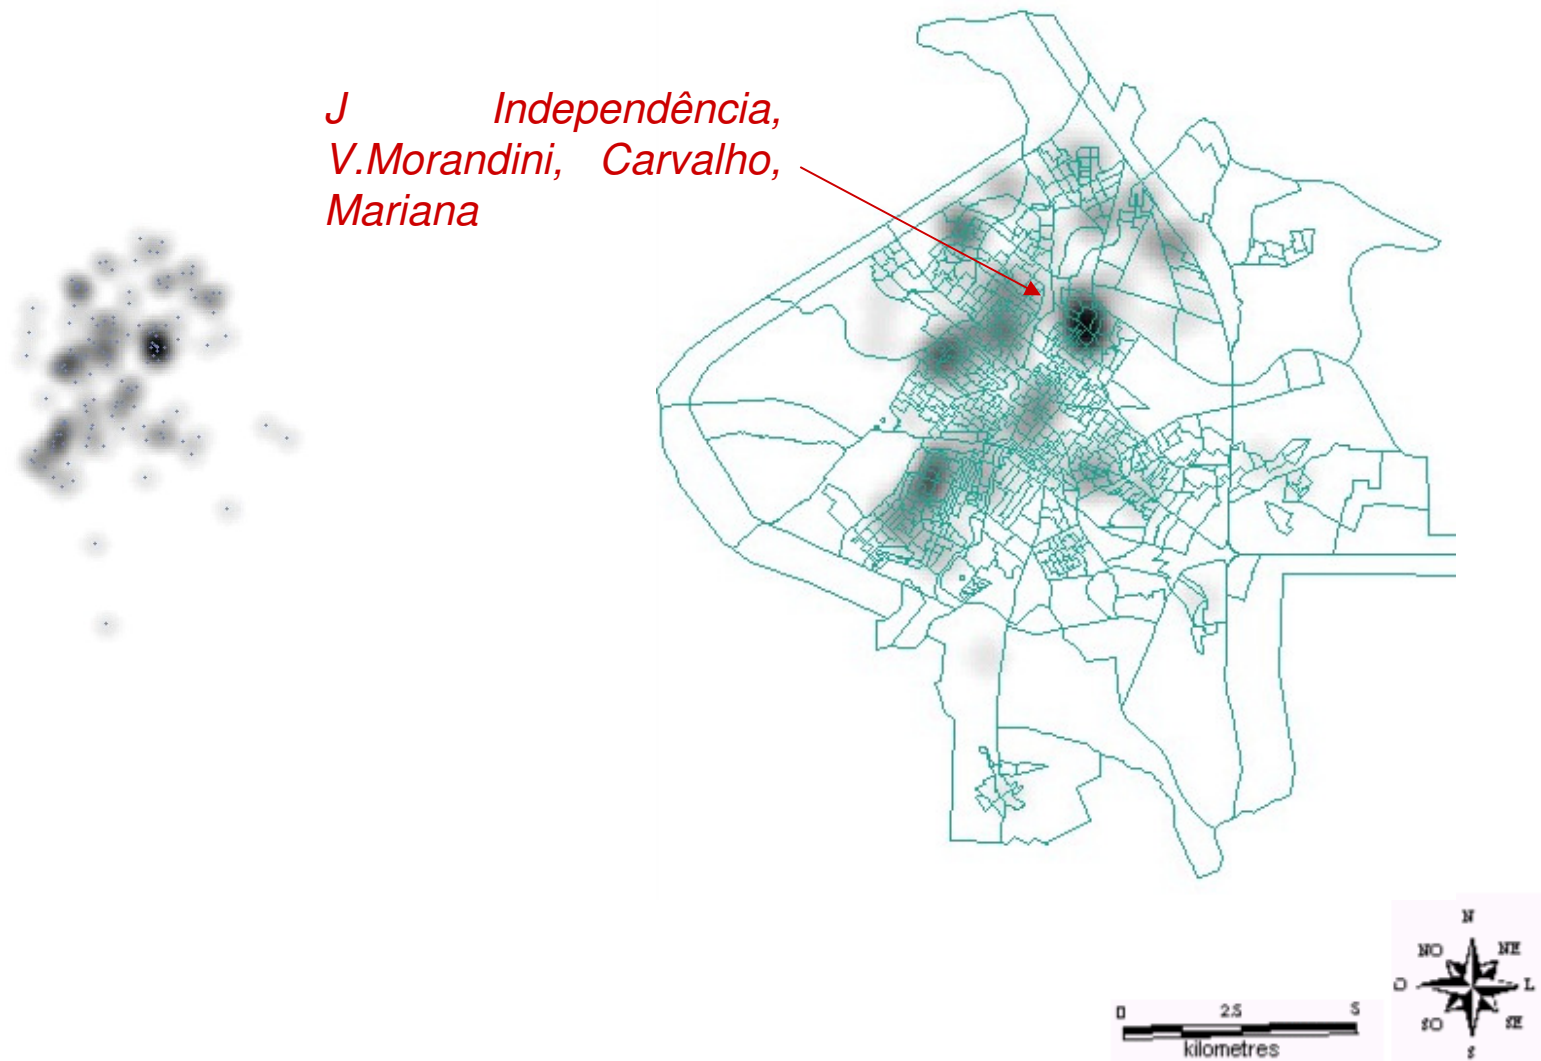 J Independência,
V.Morandini, Carvalho,
Mariana
N
NO NE
O L
SO SE
S
0 2.5 5
kilometres